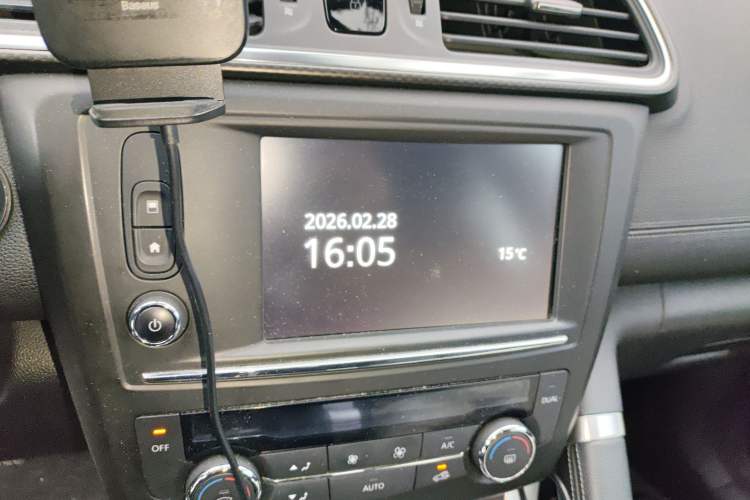 Baseus
2026.02.28
16:05
15°C
OFF
A/C
DUAL
AUTO